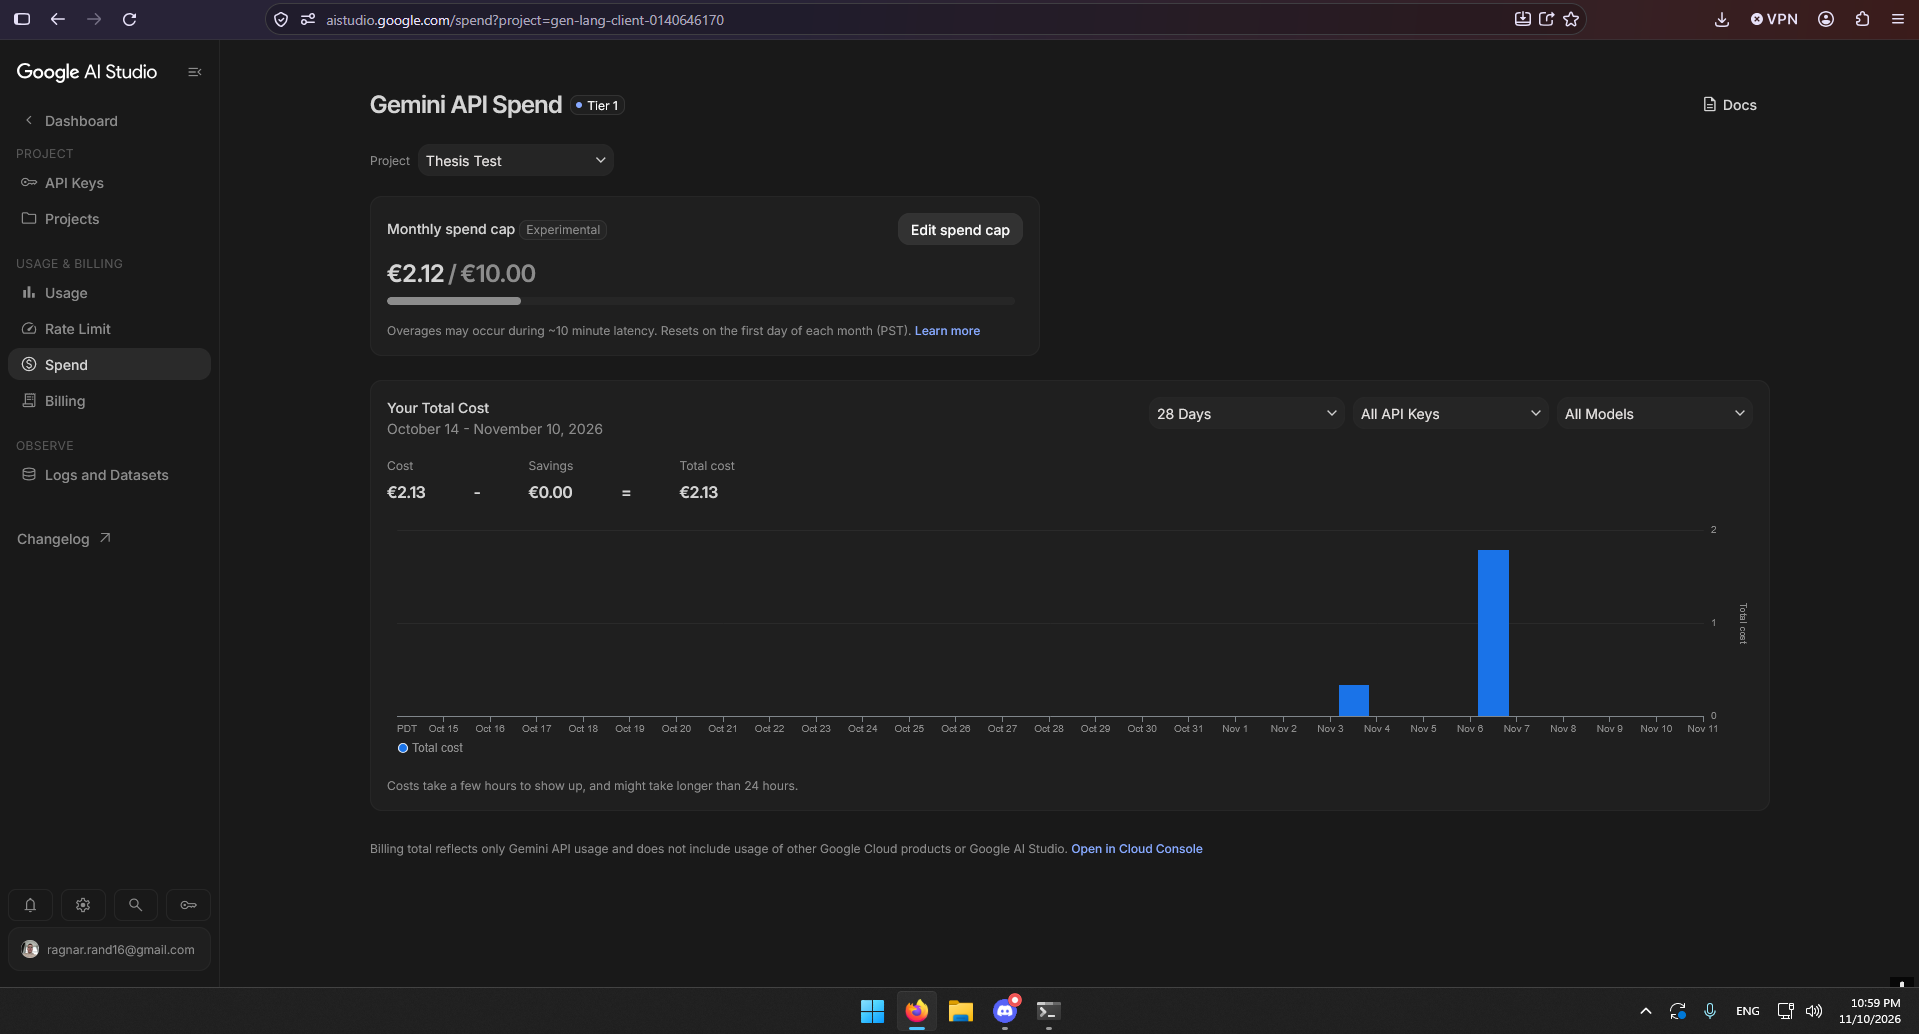 aistudio.google.com/spend?project=gen-lang-client-0140646170
VPN
Google AI Studio
Dashboard
PROJECT
API Keys
Projects
USAGE & BILLING
Usage
Rate Limit
Spend
Billing
OBSERVE
Logs and Datasets
Changelog
ragnar.rand16@gmail.com
Gemini API Spend Tier 1
Docs
Project Thesis Test
Monthly spend cap Experimental
Edit spend cap
€2.12 / €10.00
Overages may occur during ~10 minute latency. Resets on the first day of each month (PST). Learn more
Your Total Cost
October 14 - November 10, 2026
28 Days All API Keys All Models
Cost Savings Total cost
€2.13 - €0.00 = €2.13
2
1
0
Total cost
PDT Oct 15 Oct 16 Oct 17 Oct 18 Oct 19 Oct 20 Oct 21 Oct 22 Oct 23 Oct 24 Oct 25 Oct 26 Oct 27 Oct 28 Oct 29 Oct 30 Oct 31 Nov 1 Nov 2 Nov 3 Nov 4 Nov 5 Nov 6 Nov 7 Nov 8 Nov 9 Nov 10 Nov 11
Total cost
Costs take a few hours to show up, and might take longer than 24 hours.
Billing total reflects only Gemini API usage and does not include usage of other Google Cloud products or Google AI Studio. Open in Cloud Console
ENG
10:59 PM
11/10/2026